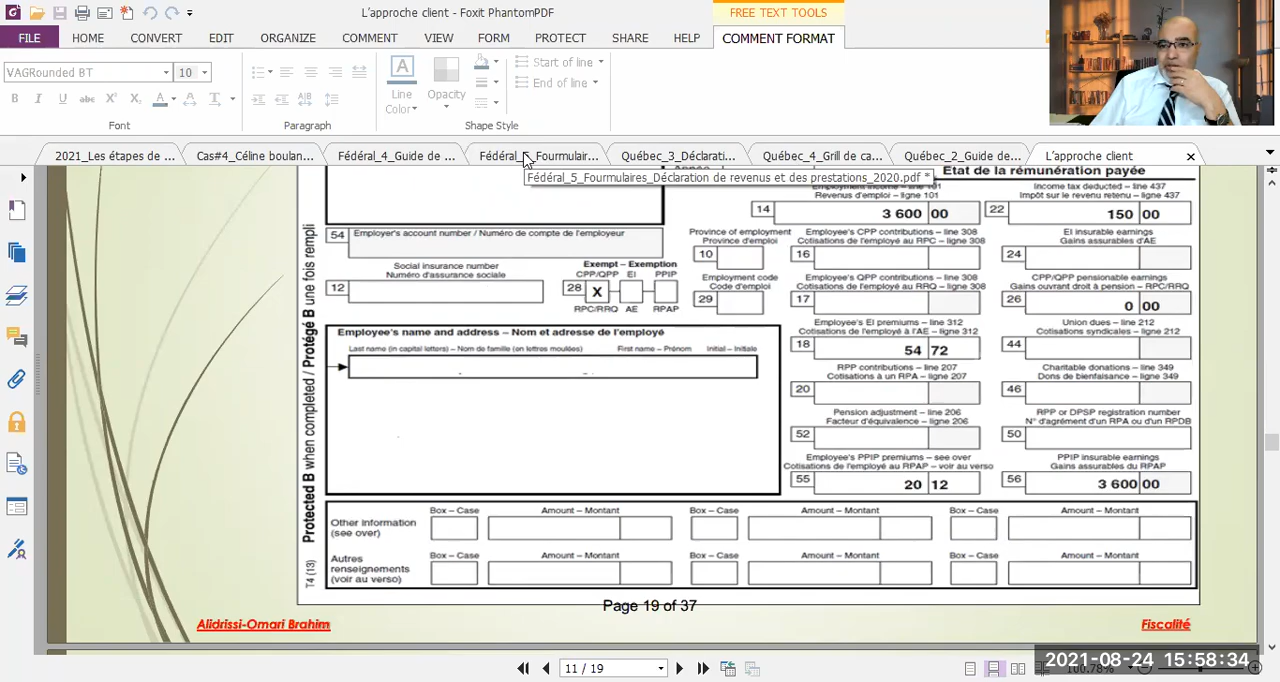 L'approche client - Foxit PhantomPDF
FREE TEXT TOOLS
FILE HOME CONVERT EDIT ORGANIZE COMMENT VIEW FORM PROTECT SHARE HELP COMMENT FORMAT
VAGRounded BT 10
Start of line
End of line
Line Color
Opacity
Font Paragraph Shape Style
2021_Les étapes de ... Cas#4_Céline boulan... Fédéral_4_Guide de ... Fédéral_5_Fourmulair... Québec_3_Déclarati... Québec_4_Grill de ca... Québec_2_Guide de... L'approche client
Fédéral_5_Fourmulaires_Déclaration de revenus et des prestations_2020.pdf *
État de la rémunération payée
Employment income – line 101
Revenus d'emploi – ligne 101
14 3 600 00
Income tax deducted – line 437
Impôt sur le revenu retenu – ligne 437
22 150 00
54 Employer's account number / Numéro de compte de l'employeur
Province of employment
Province d'emploi
10
Employee's CPP contributions – line 308
Cotisations de l'employé au RPC – ligne 308
16
EI insurable earnings
Gains assurables d'AE
24
Social insurance number
Numéro d'assurance sociale
12
Exempt – Exemption
CPP/QPP EI PPIP
28 X
RPC/RRQ AE RPAP
Employment code
Code d'emploi
29
Employee's QPP contributions – line 308
Cotisations de l'employé au RRQ – ligne 308
17
CPP/QPP pensionable earnings
Gains ouvrant droit à pension – RPC/RRQ
26 0 00
Employee's name and address – Nom et adresse de l'employé
Last name (in capital letters) – Nom de famille (en lettres moulées) First name – Prénom Initial – Initiale
Employee's EI premiums – line 312
Cotisations de l'employé à l'AE – ligne 312
18 54 72
Union dues – line 212
Cotisations syndicales – ligne 212
44
RPP contributions – line 207
Cotisations à un RPA – ligne 207
20
Charitable donations – line 349
Dons de bienfaisance – ligne 349
46
Pension adjustment – line 206
Facteur d'équivalence – ligne 206
52
RPP or DPSP registration number
N° d'agrément d'un RPA ou d'un RPDB
50
Employee's PPIP premiums – see over
Cotisations de l'employé au RPAP – voir au verso
55 20 12
PPIP insurable earnings
Gains assurables du RPAP
56 3 600 00
Protected B when completed / Protégé B une fois rempli
T4 (13)
Other information
(see over)
Box – Case Amount – Montant Box – Case Amount – Montant Box – Case Amount – Montant
Autres
renseignements
(voir au verso)
Box – Case Amount – Montant Box – Case Amount – Montant Box – Case Amount – Montant
Page 19 of 37
Alidrissi-Omari Brahim
Fiscalité
11 / 19
100.78%
2021-08-24 15:58:34